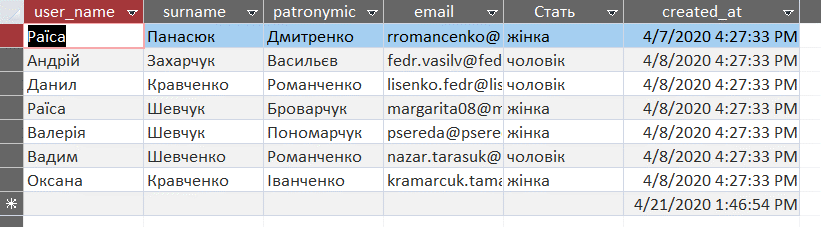 user_name surname patronymic email Стать created_at
Раїса Панасюк Дмитренко rromancenko@ жінка 4/7/2020 4:27:33 PM
Андрій Захарчук Васильєв fedr.vasilv@fed чоловік 4/8/2020 4:27:33 PM
Данил Кравченко Романченко lisenko.fedr@lis чоловік 4/8/2020 4:27:33 PM
Раїса Шевчук Броварчук margarita08@m жінка 4/8/2020 4:27:33 PM
Валерія Шевчук Пономарчук psereda@psere жінка 4/8/2020 4:27:33 PM
Вадим Шевченко Романченко nazar.tarasuk@ чоловік 4/8/2020 4:27:33 PM
Оксана Кравченко Іванченко kramarcuk.tama жінка 4/8/2020 4:27:33 PM
4/21/2020 1:46:54 PM